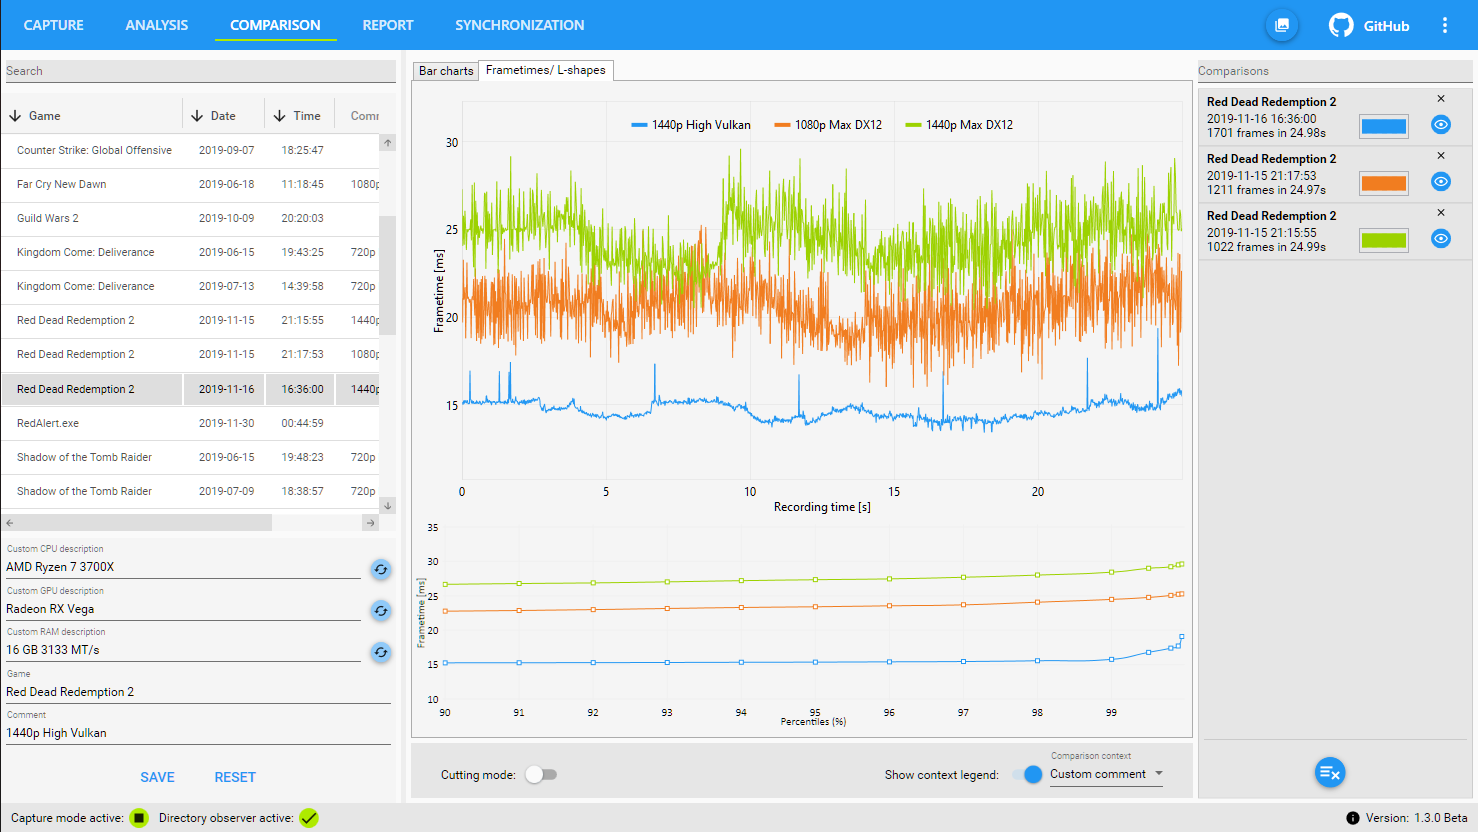 CAPTURE ANALYSIS COMPARISON REPORT SYNCHRONIZATION GitHub
Search
Game Date Time Comm
Counter Strike: Global Offensive 2019-09-07 18:25:47
Far Cry New Dawn 2019-06-18 11:18:45 1080p
Guild Wars 2 2019-10-09 20:20:03
Kingdom Come: Deliverance 2019-06-15 19:43:25 720p
Kingdom Come: Deliverance 2019-07-13 14:39:58 720p
Red Dead Redemption 2 2019-11-15 21:15:55 1440p
Red Dead Redemption 2 2019-11-15 21:17:53 1080p
Red Dead Redemption 2 2019-11-16 16:36:00 1440p
RedAlert.exe 2019-11-30 00:44:59
Shadow of the Tomb Raider 2019-06-15 19:48:23 720p
Shadow of the Tomb Raider 2019-07-09 18:38:57 720p
Custom CPU description
AMD Ryzen 7 3700X
Custom GPU description
Radeon RX Vega
Custom RAM description
16 GB 3133 MT/s
Game
Red Dead Redemption 2
Comment
1440p High Vulkan
SAVE RESET
Bar charts Frametimes/ L-shapes
1440p High Vulkan 1080p Max DX12 1440p Max DX12
30
25
20
15
Frametime [ms]
0 5 10 15 20
Recording time [s]
35
30
25
20
15
10
Frametime [ms]
90 91 92 93 94 95 96 97 98 99
Percentiles (%)
Cutting mode: Show context legend: Comparison context
Custom comment
Comparisons
Red Dead Redemption 2
2019-11-16 16:36:00
1701 frames in 24.98s
Red Dead Redemption 2
2019-11-15 21:17:53
1211 frames in 24.97s
Red Dead Redemption 2
2019-11-15 21:15:55
1022 frames in 24.99s
Capture mode active: Directory observer active: Version: 1.3.0 Beta